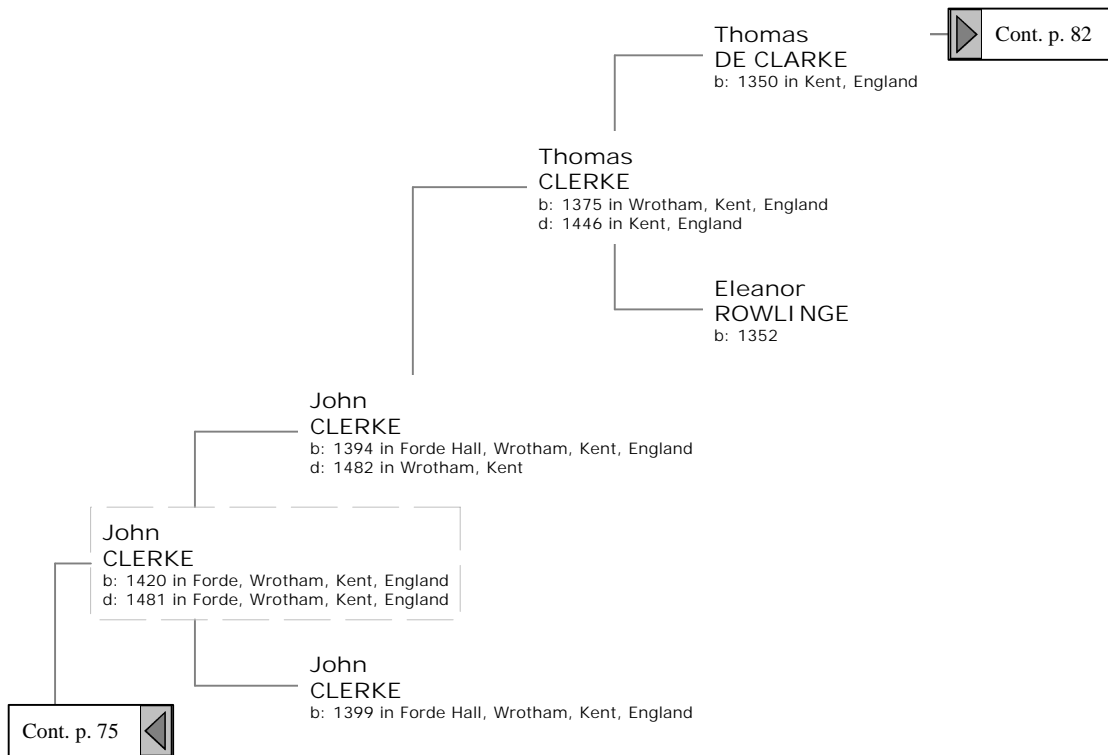 Thomas
DE CLARKE
b: 1350 in Kent, England
Cont. p. 82
Thomas
CLERKE
b: 1375 in Wrotham, Kent, England
d: 1446 in Kent, England
Eleanor
ROWLINGE
b: 1352
John
CLERKE
b: 1394 in Forde Hall, Wrotham, Kent, England
d: 1482 in Wrotham, Kent
John
CLERKE
b: 1420 in Forde, Wrotham, Kent, England
d: 1481 in Forde, Wrotham, Kent, England
John
CLERKE
b: 1399 in Forde Hall, Wrotham, Kent, England
Cont. p. 75